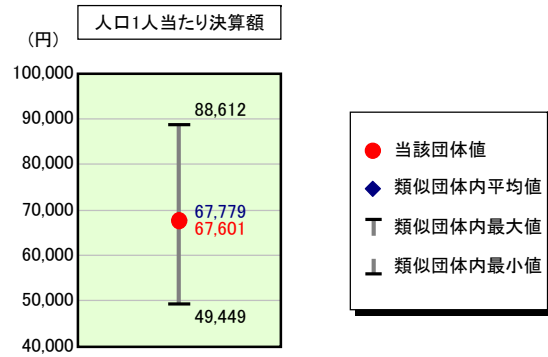 人口1人当たり決算額
(円)
100,000
90,000
80,000
70,000
60,000
50,000
40,000
88,612
67,779
67,601
49,449
当該団体値
類似団体内平均値
類似団体内最大値
類似団体内最小値